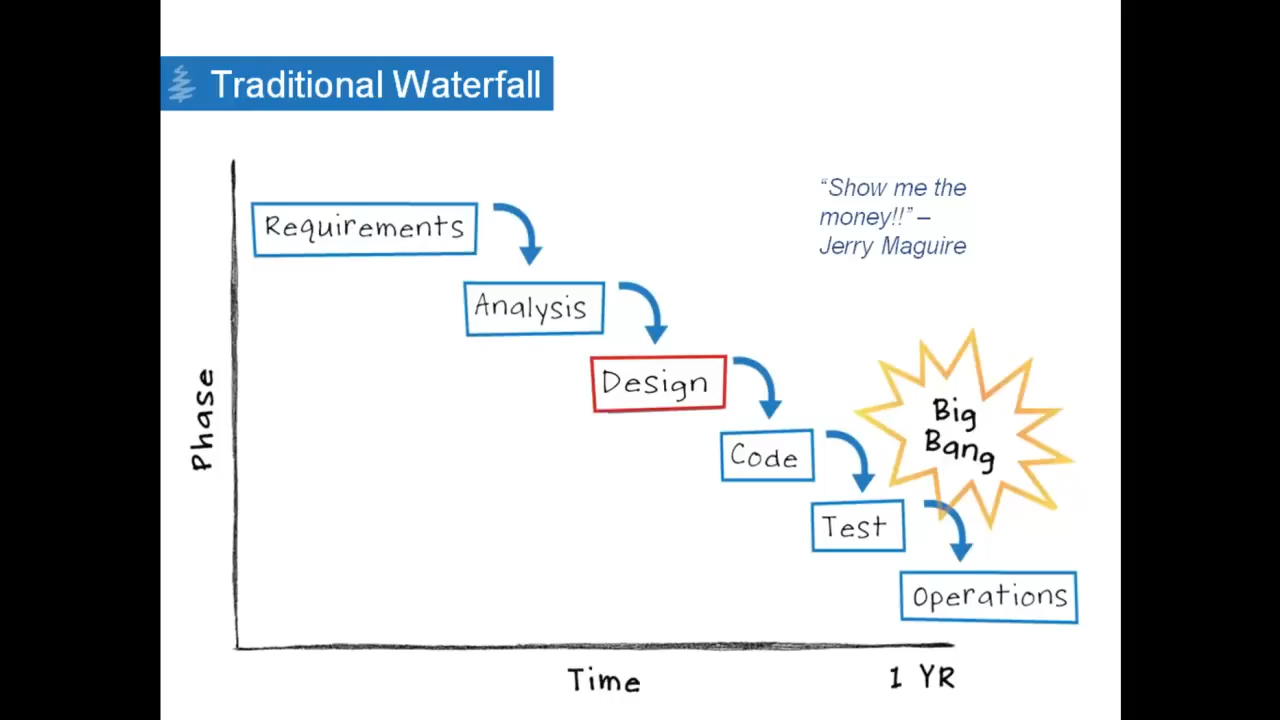 Traditional Waterfall
“Show me the
money!!” –
Jerry Maguire
Requirements
Analysis
Design
Code
Test
Operations
Big
Bang
Phase
Time
1 YR